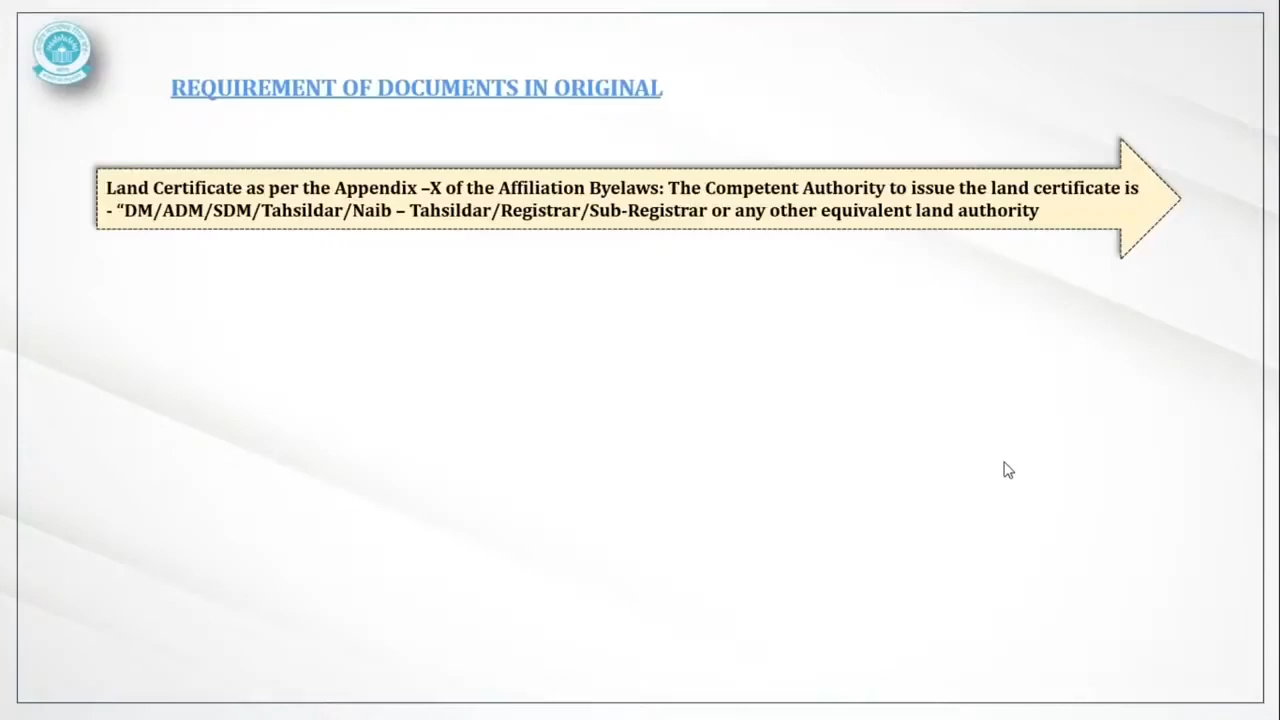 REQUIREMENT OF DOCUMENTS IN ORIGINAL
Land Certificate as per the Appendix –X of the Affiliation Byelaws: The Competent Authority to issue the land certificate is
- “DM/ADM/SDM/Tahsildar/Naib – Tahsildar/Registrar/Sub-Registrar or any other equivalent land authority